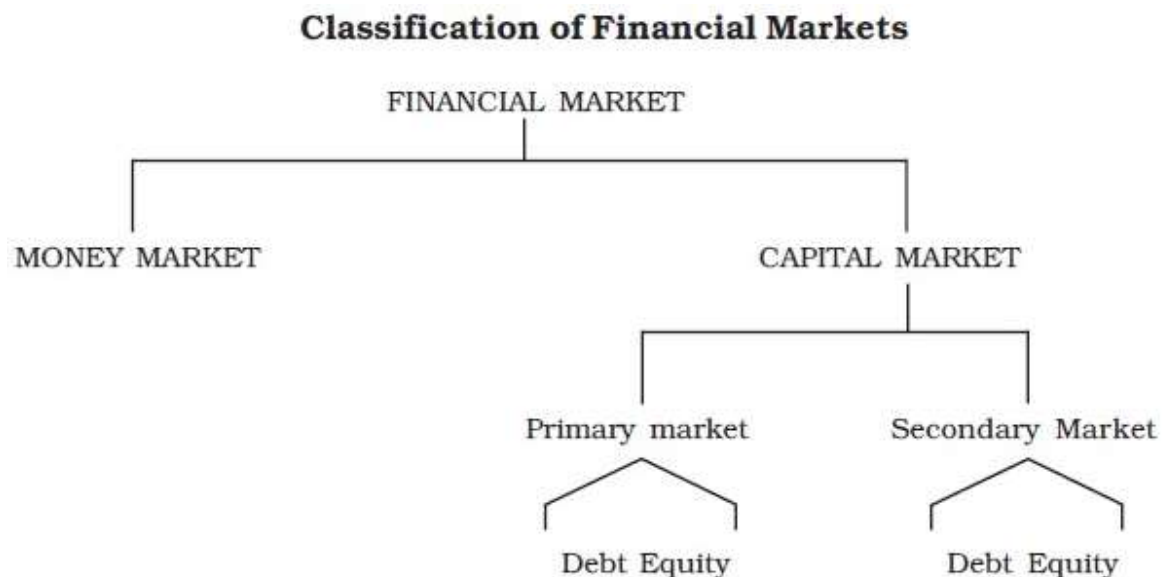 Classification of Financial Markets
FINANCIAL MARKET
MONEY MARKET
CAPITAL MARKET
Primary market
Secondary Market
Debt Equity
Debt Equity